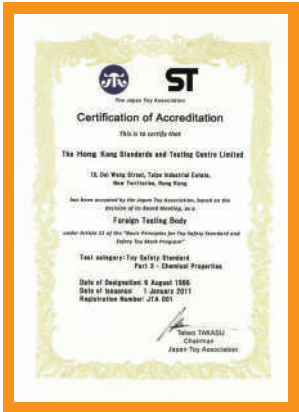 ST
The Japan Toy Association
Certification of Accreditation
This is to certify that
The Hong Kong Standards and Testing Centre Limited
10, Dai Wang Street, Taipo Industrial Estate,
New Territories, Hong Kong
has been accepted by the Japan Toy Association, based on the
decision of its Board Meeting, as a
Foreign Testing Body
under Article 11 of the "Basic Principles for Toy Safety Standard and
Safety Toy Mark Program"
Test category: Toy Safety Standard
Part 3 - Chemical Properties
Date of Designation: 6 August 1986
Date of Issuance: 1 January 2011
Registration Number: JTA 001
Takeo TAKASU
Chairman
Japan Toy Association